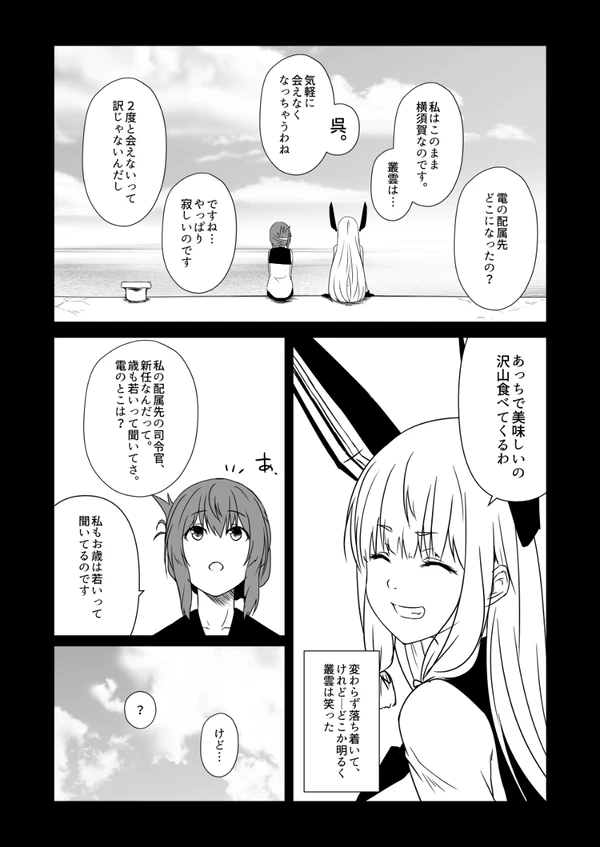 電の配属先
どこになったの？
私はこのまま
横須賀なのです。
叢雲は…
呉。
気軽に
会えなく
なっちゃうわね
ですね…
やっぱり
寂しいのです
２度と会えないって
訳じゃないんだし
あっちで美味しいの
沢山食べてくるわ
変わらず落ち着いて、
けれど―どこか明るく
叢雲は笑った
あ、
私の配属先の司令官、
新任なんだって。
歳も若いって聞いてさ。
電のとこは？
私もお歳は若いって
聞いてるのです
けど…
？